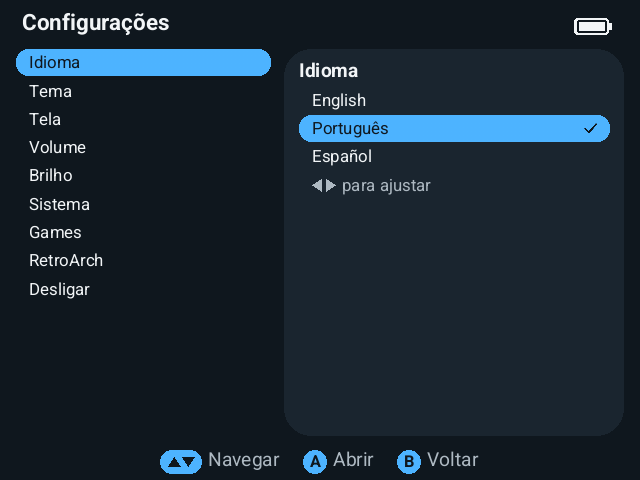 Configurações
Idioma
Tema
Tela
Volume
Brilho
Sistema
Games
RetroArch
Desligar
Idioma
English
Português
Español
para ajustar
Navegar A Abrir B Voltar